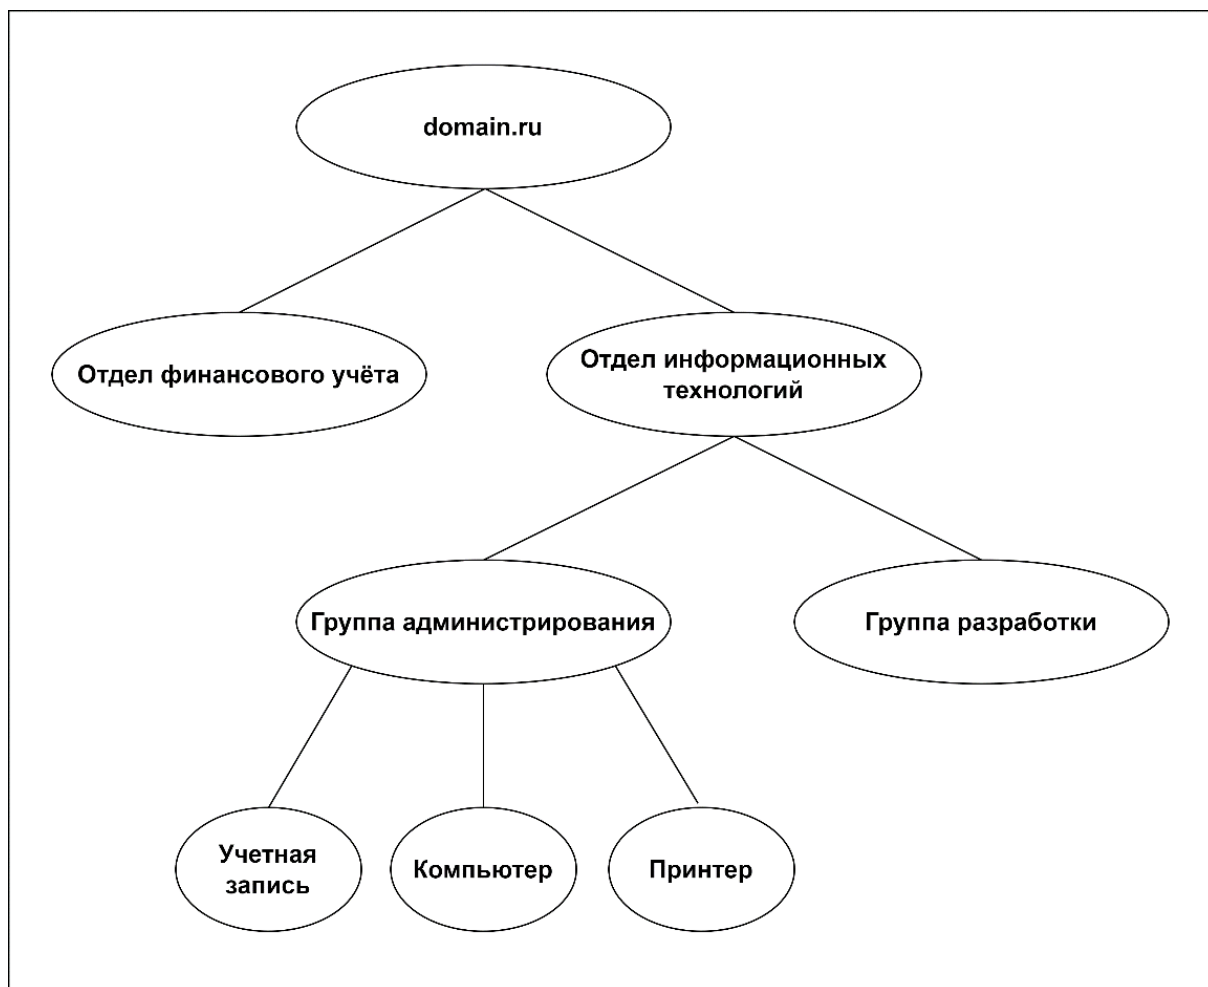 domain.ru
Отдел финансового учёта
Отдел информационных
технологий
Группа администрирования
Группа разработки
Учетная
запись
Компьютер
Принтер